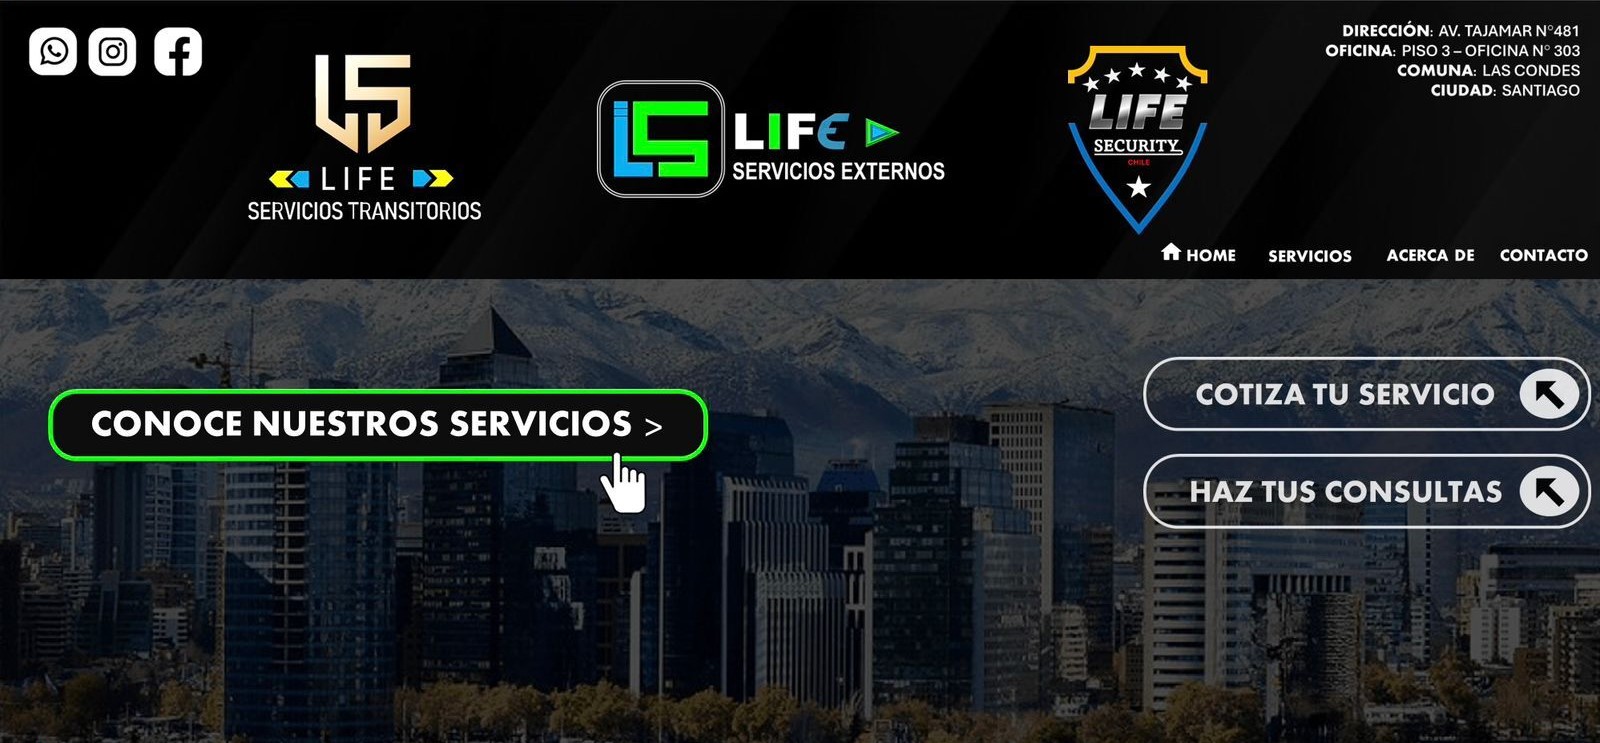 DIRECCIÓN: AV. TAJAMAR N°481
OFICINA: PISO 3 – OFICINA N° 303
COMUNA: LAS CONDES
CIUDAD: SANTIAGO
LS
LIFE
SERVICIOS TRANSITORIOS
LS
LIFE
SERVICIOS EXTERNOS
LIFE
SECURITY
CHILE
HOME SERVICIOS ACERCA DE CONTACTO
CONOCE NUESTROS SERVICIOS >
COTIZA TU SERVICIO
HAZ TUS CONSULTAS